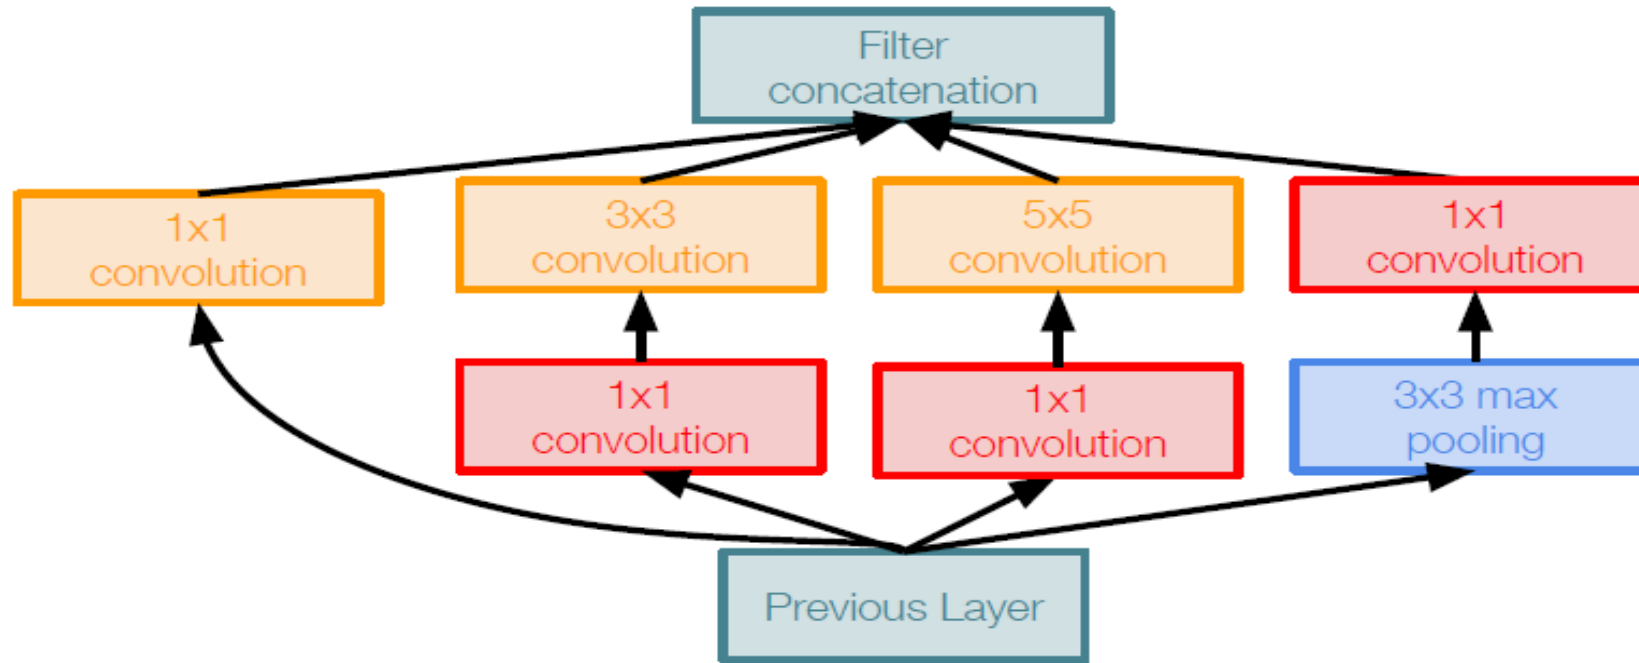 Filter
concatenation
1x1
convolution
3x3
convolution
5x5
convolution
1x1
convolution
1x1
convolution
1x1
convolution
3x3 max
pooling
Previous Layer